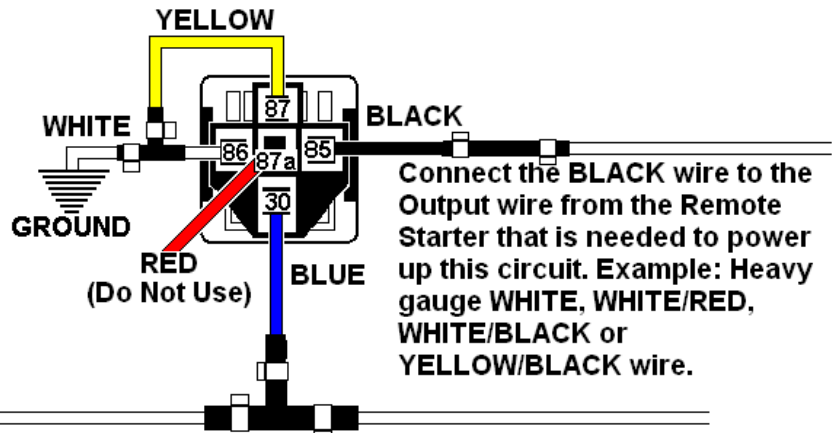 YELLOW
87
BLACK
WHITE
86
87a
85
30
GROUND
RED
(Do Not Use)
BLUE
Connect the BLACK wire to the
Output wire from the Remote
Starter that is needed to power
up this circuit. Example: Heavy
gauge WHITE, WHITE/RED,
WHITE/BLACK or
YELLOW/BLACK wire.